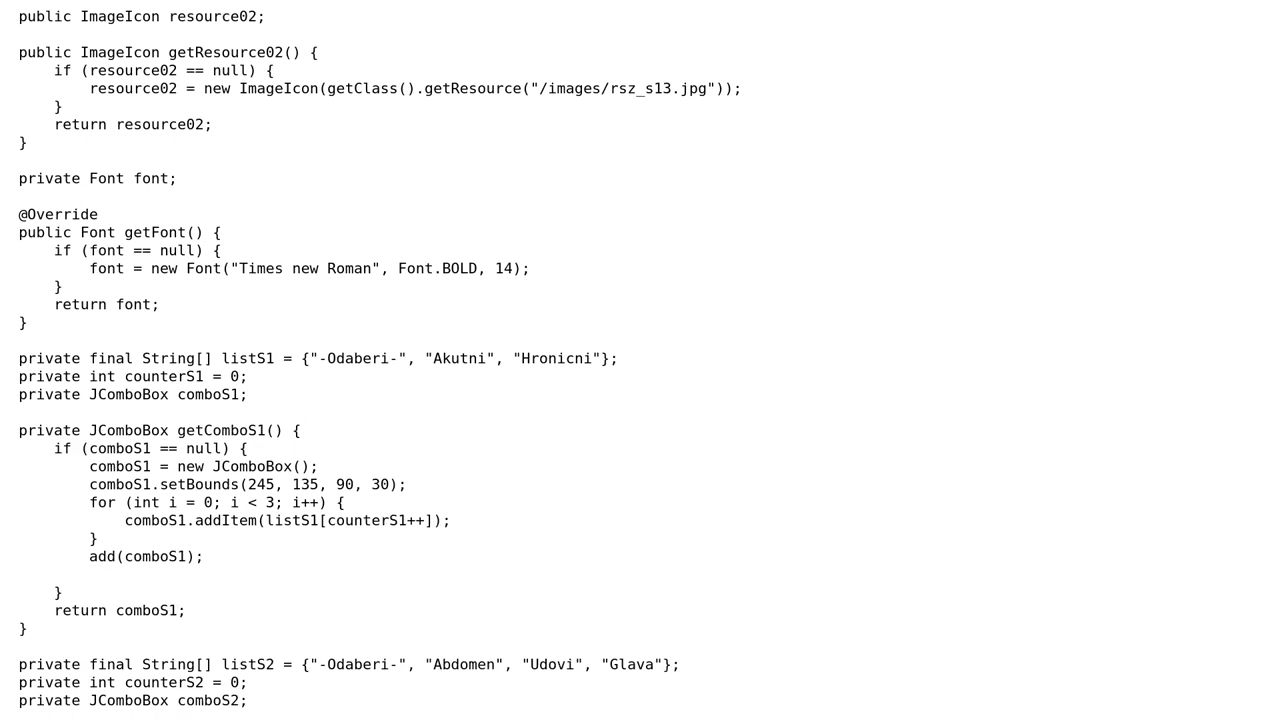 public ImageIcon resource02;

public ImageIcon getResource02() {
    if (resource02 == null) {
        resource02 = new ImageIcon(getClass().getResource("/images/rsz_s13.jpg"));
    }
    return resource02;
}

private Font font;

@Override
public Font getFont() {
    if (font == null) {
        font = new Font("Times new Roman", Font.BOLD, 14);
    }
    return font;
}

private final String[] listS1 = {"-Odaberi-", "Akutni", "Hronicni"};
private int counterS1 = 0;
private JComboBox comboS1;

private JComboBox getComboS1() {
    if (comboS1 == null) {
        comboS1 = new JComboBox();
        comboS1.setBounds(245, 135, 90, 30);
        for (int i = 0; i < 3; i++) {
            comboS1.addItem(listS1[counterS1++]);
        }
        add(comboS1);

    }
    return comboS1;
}

private final String[] listS2 = {"-Odaberi-", "Abdomen", "Udovi", "Glava"};
private int counterS2 = 0;
private JComboBox comboS2;